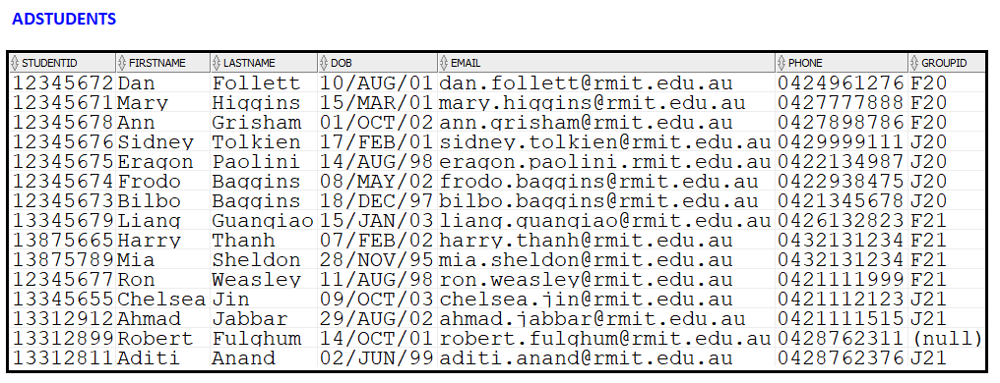 ADSTUDENTS
STUDENTID FIRSTNAME LASTNAME DOB EMAIL PHONE GROUPID
12345672 Dan Follett 10/AUG/01 dan.follett@rmit.edu.au 0424961276 F20
12345671 Mary Higgins 15/MAR/01 mary.higgins@rmit.edu.au 0427777888 F20
12345678 Ann Grisham 01/OCT/02 ann.grisham@rmit.edu.au 0427898786 F20
12345676 Sidney Tolkien 17/FEB/01 sidney.tolkien@rmit.edu.au 0429999111 J20
12345675 Eragon Paolini 14/AUG/98 eragon.paolini.rmit.edu.au 0422134987 J20
12345674 Frodo Baggins 08/MAY/02 frodo.baggins@rmit.edu.au 0422938475 J20
12345673 Bilbo Baggins 18/DEC/97 bilbo.baggins@rmit.edu.au 0421345678 J20
13345679 Liang Guangiao 15/JAN/03 liang.guangiao@rmit.edu.au 0426132823 F21
13875665 Harry Thanh 07/FEB/02 harry.thanh@rmit.edu.au 0432131234 F21
13875789 Mia Sheldon 28/NOV/95 mia.sheldon@rmit.edu.au 0432131234 F21
12345677 Ron Weasley 11/AUG/98 ron.weasley@rmit.edu.au 0421111999 F21
13345655 Chelsea Jin 09/OCT/03 chelsea.jin@rmit.edu.au 0421112123 J21
13312912 Ahmad Jabbar 29/AUG/02 ahmad.jabbar@rmit.edu.au 0421111515 J21
13312899 Robert Fulghum 14/OCT/01 robert.fulghum@rmit.edu.au 0428762311 (null)
13312811 Aditi Anand 02/JUN/99 aditi.anand@rmit.edu.au 0428762376 J21